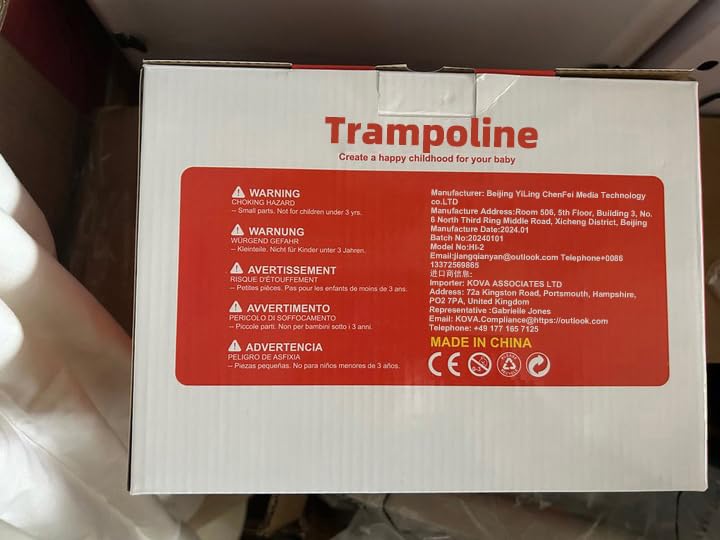 Trampoline
Create a happy childhood for your baby
WARNING
CHOKING HAZARD
-- Small parts. Not for children under 3 yrs.
WARNUNG
WÜRGEND GEFAHR
-- Kleinteile. Nicht für Kinder unter 3 Jahren.
AVERTISSEMENT
RISQUE D'ÉTOUFFEMENT
-- Petites pièces. Pas pour les enfants de moins de 3 ans.
AVVERTIMENTO
PERICOLO DI SOFFOCAMENTO
-- Piccole parti. Non per bambini sotto i 3 anni.
ADVERTENCIA
PELIGRO DE ASFIXIA
-- Piezas pequeñas. No para niños menores de 3 años.
Manufacturer: Beijing YiLing ChenFei Media Technology
co.LTD
Manufacture Address:Room 506, 5th Floor, Building 3, No.
6 North Third Ring Middle Road, Xicheng District, Beijing
Manufacture Date:2024.01
Batch No:20240101
Model No:HI-2
Email:jiangqianyan@outlook.com Telephone+0086
13372569865
进口商信息:
Importer: KOVA ASSOCIATES LTD
Address: 72a Kingston Road, Portsmouth, Hampshire,
PO2 7PA, United Kingdom
Representative :Gabrielle Jones
Email: KOVA.Compliance@https://outlook.com
Telephone: +49 177 165 7125
MADE IN CHINA
CE 0-3